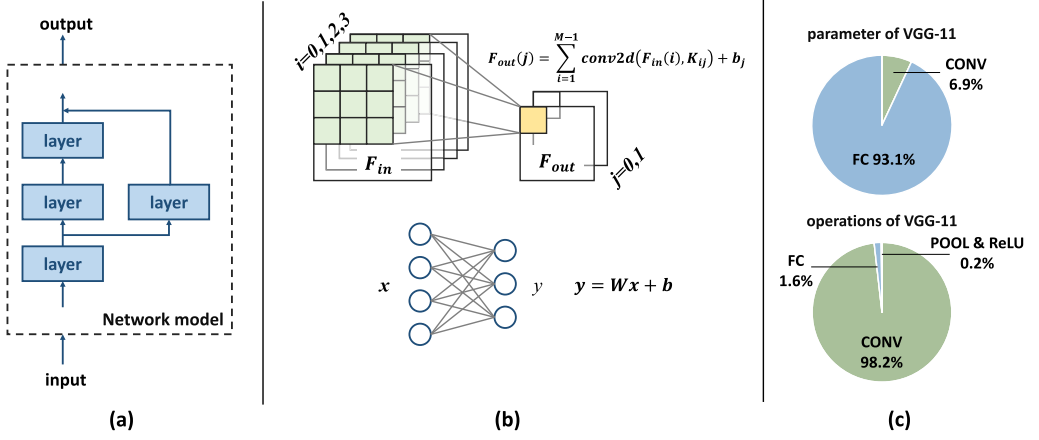 output
layer
layer
layer
layer
Network model
input
(a)
i=0,1,2,3
F_in
F_out(j) = ∑_{i=1}^{M-1} conv2d(F_in(i), K_ij) + b_j
F_out
j=0,1
x
y
y = Wx + b
(b)
parameter of VGG-11
CONV
6.9%
FC 93.1%
operations of VGG-11
POOL & ReLU
0.2%
FC
1.6%
CONV
98.2%
(c)